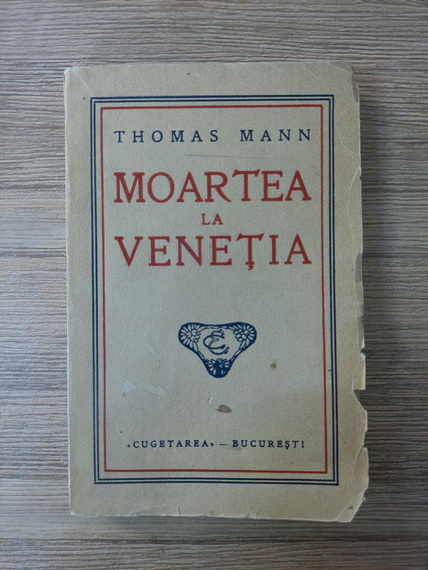 THOMAS MANN
MOARTEA
LA
VENEȚIA
«CUGETAREA» — BUCUREȘTI